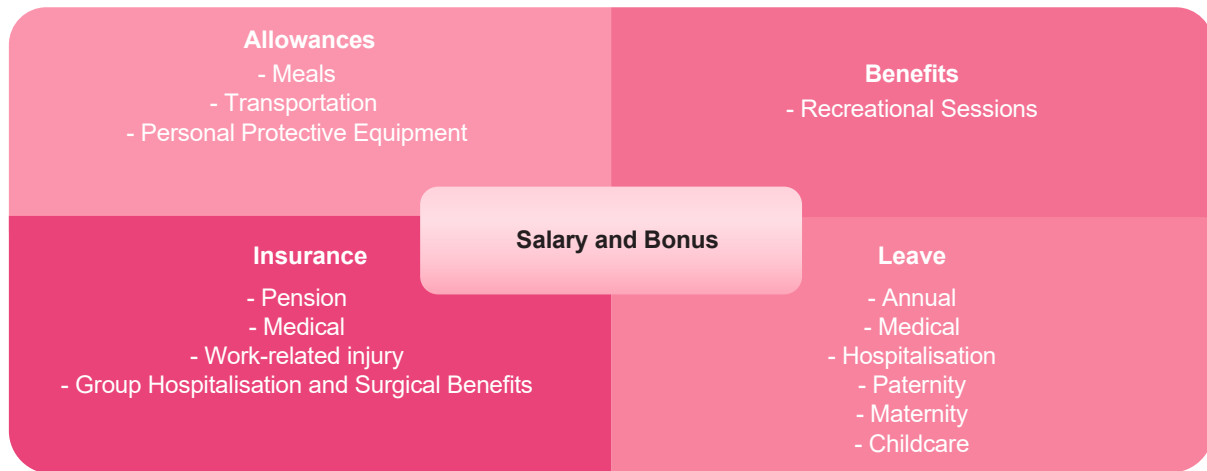 Allowances
- Meals
- Transportation
- Personal Protective Equipment
Benefits
- Recreational Sessions
Salary and Bonus
Insurance
- Pension
- Medical
- Work-related injury
- Group Hospitalisation and Surgical Benefits
Leave
- Annual
- Medical
- Hospitalisation
- Paternity
- Maternity
- Childcare